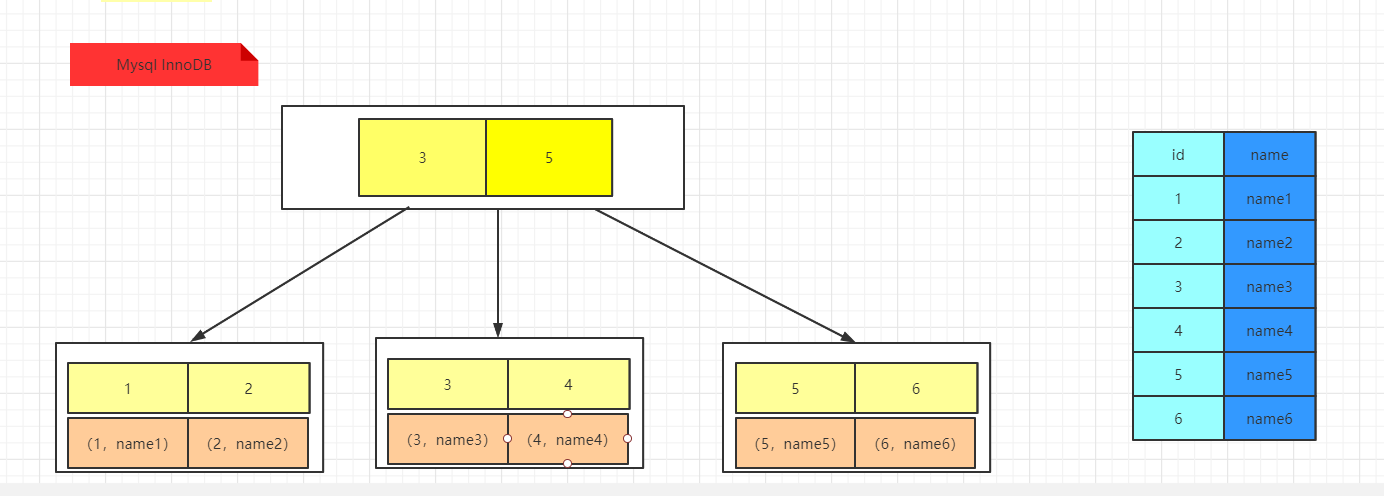 Mysql InnoDB
3 5
id name
1 name1
2 name2
3 name3
4 name4
5 name5
6 name6
1 2
(1，name1) (2，name2)
3 4
(3，name3) (4，name4)
5 6
(5，name5) (6，name6)